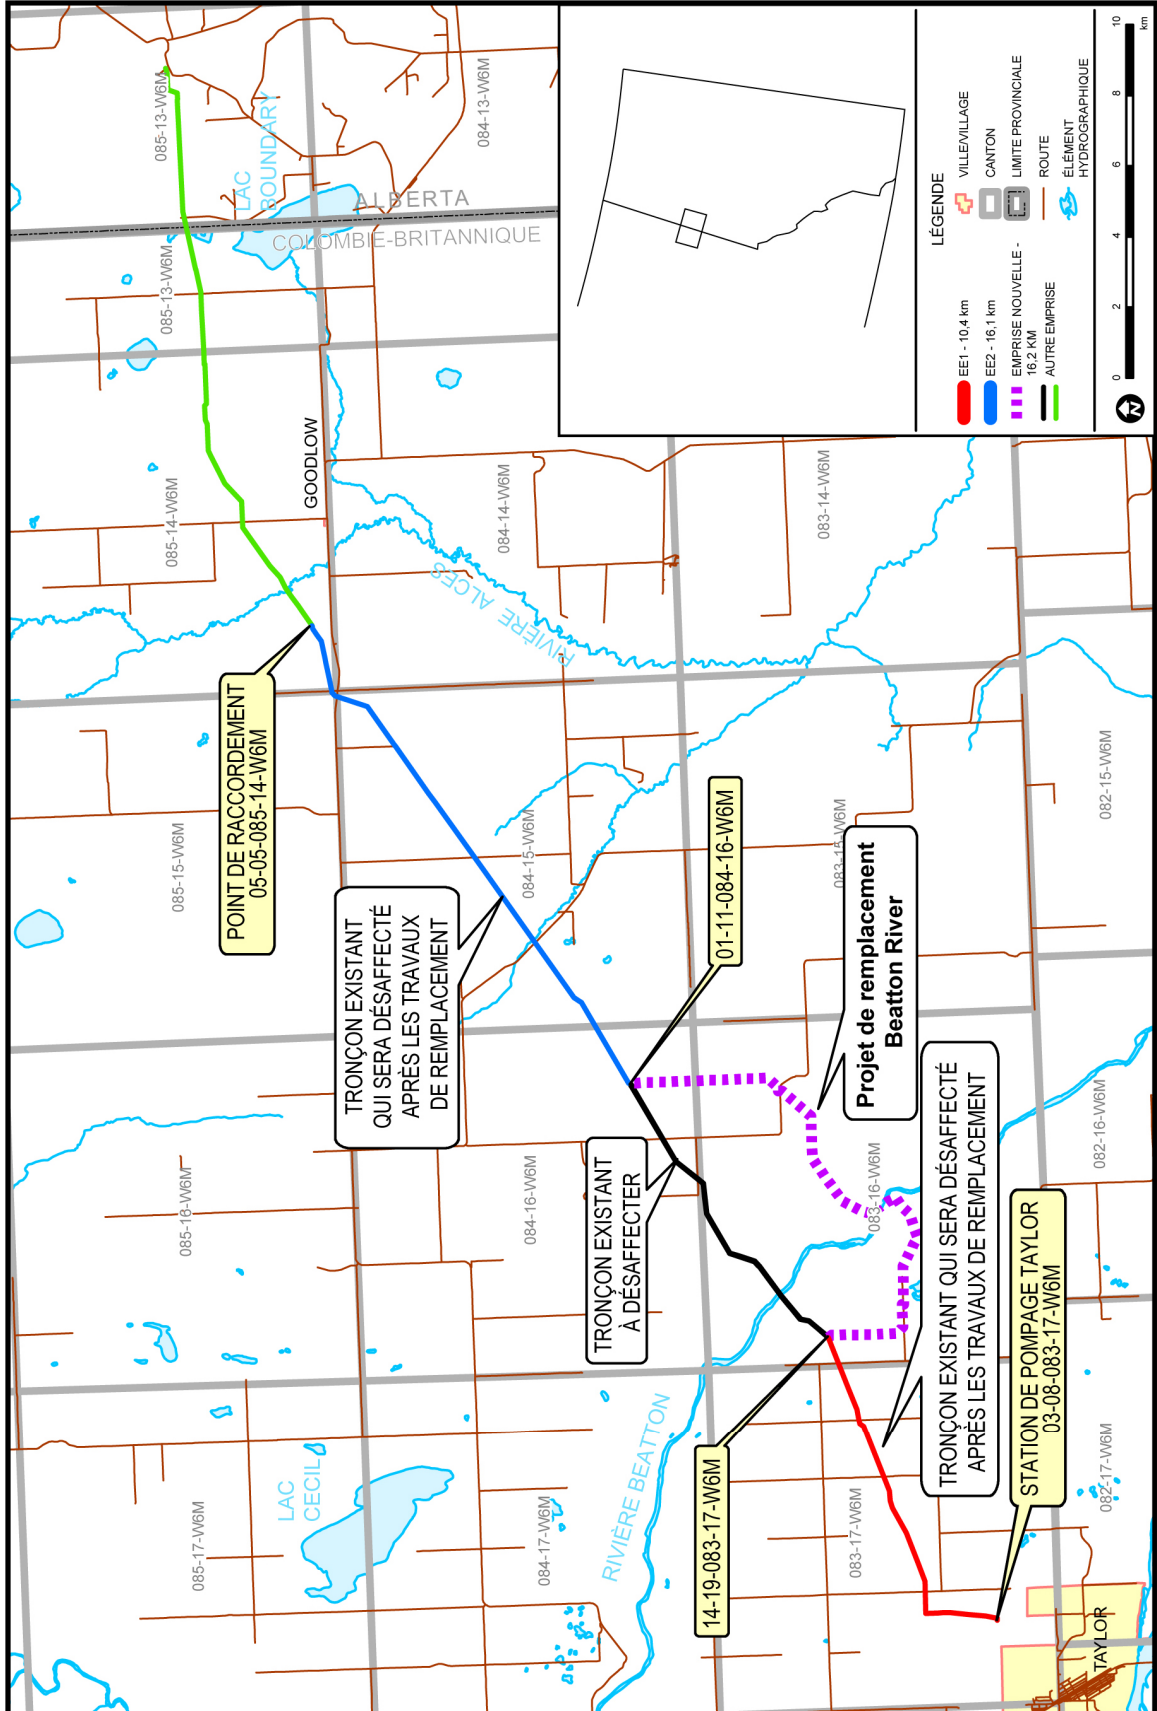 085-13-W6M
LAC
BOUNDARY
084-13-W6M
ALBERTA
COLOMBIE-BRITANNIQUE
085-13-W6M
GOODLOW
085-14-W6M
084-14-W6M
083-14-W6M
RIVIÈRE ALCES
POINT DE RACCORDEMENT
05-05-085-14-W6M
085-15-W6M
084-15-W6M
083-15-W6M
082-15-W6M
TRONÇON EXISTANT
QUI SERA DÉSAFFECTÉ
APRÈS LES TRAVAUX
DE REMPLACEMENT
01-11-084-16-W6M
Projet de remplacement
Beatton River
TRONÇON EXISTANT
À DÉSAFFECTER
085-16-W6M
084-16-W6M
083-16-W6M
082-16-W6M
TRONÇON EXISTANT QUI SERA DÉSAFFECTÉ
APRÈS LES TRAVAUX DE REMPLACEMENT
STATION DE POMPAGE TAYLOR
03-08-083-17-W6M
14-19-083-17-W6M
RIVIÈRE BEATTON
LAC
CECIL
085-17-W6M
084-17-W6M
083-17-W6M
082-17-W6M
TAYLOR
LÉGENDE
EE1 - 10,4 km
EE2 - 16,1 km
EMPRISE NOUVELLE -
16,2 KM
AUTRE EMPRISE
VILLE/VILLAGE
CANTON
LIMITE PROVINCIALE
ROUTE
ÉLÉMENT
HYDROGRAPHIQUE
N
0 2 4 6 8 10
km